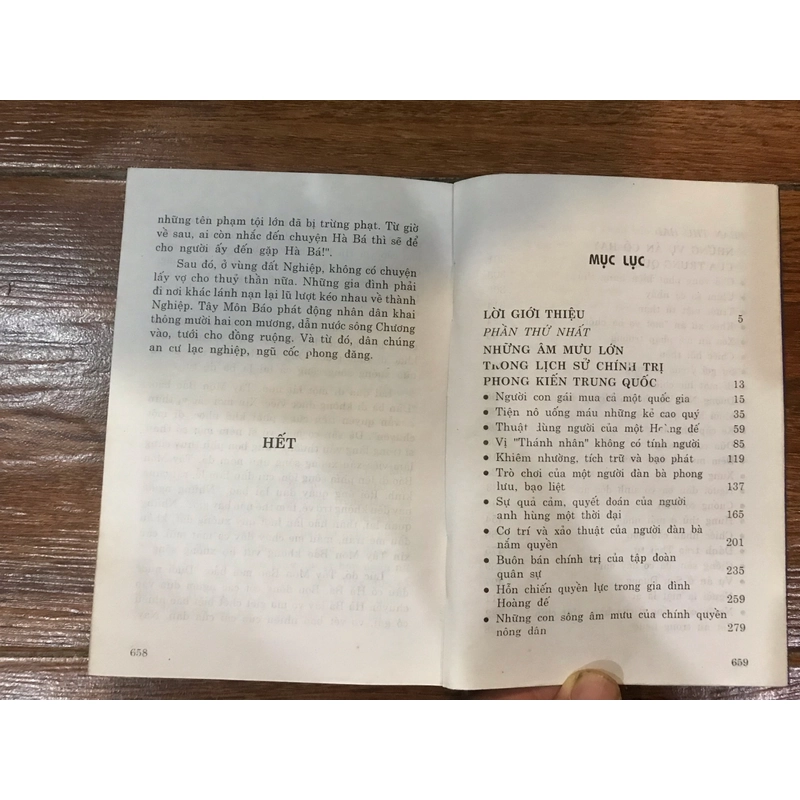 những tên phạm tội lớn đã bị trừng phạt. Từ giờ
về sau, ai còn nhắc đến chuyện Hà Bá thì sẽ để
cho người ấy đến gặp Hà Bá!".
Sau đó, ở vùng đất Nghiệp, không có chuyện
lấy vợ cho thuỷ thần nữa. Những gia đình phải
đi nơi khác lánh nạn lại lũ lượt kéo nhau về thành
Nghiệp. Tây Môn Báo phát động nhân dân khai
thông mười hai con mương, dẫn nước sông Chương
vào, tưới cho đồng ruộng. Và từ đó, dân chúng
an cư lạc nghiệp, ngũ cốc phong đăng.
HẾT
658
MỤC LỤC
LỜI GIỚI THIỆU 5
PHẦN THỨ NHẤT
NHỮNG ÂM MƯU LỚN
TRONG LỊCH SỬ CHÍNH TRỊ
PHONG KIẾN TRUNG QUỐC 13
• Người con gái mua cả một quốc gia 15
• Tiện nô uống máu những kẻ cao quý 35
• Thuật lùng người của một Hoàng đế 59
• Vị "Thánh nhân" không có tính người 85
• Khiêm nhường, tích trữ và bạo phát 119
• Trò chơi của một người đàn bà phong
lưu, bạo liệt 137
• Sự quả cảm, quyết đoán của người
anh hùng một thời đại 165
• Cơ trí và xảo thuật của người đàn bà
nắm quyền 201
• Buôn bán chính trị của tập đoàn
quân sự 235
• Hỗn chiến quyền lực trong gia đình
Hoàng đế 259
• Những con sóng âm mưu của chính quyền
nông dân 279
659